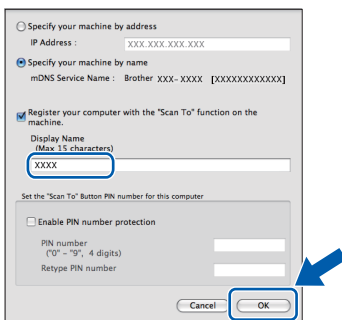 Specify your machine by address
IP Address : XXX.XXX.XXX.XXX
Specify your machine by name
mDNS Service Name : Brother XXX-XXXX [XXXXXXXXXXXX]
Register your computer with the "Scan To" function on the
machine.
Display Name
(Max 15 characters)
XXXX
Set the "Scan To" Button PIN number for this computer
Enable PIN number protection
PIN number
("0" – "9", 4 digits)
Retype PIN number
Cancel OK